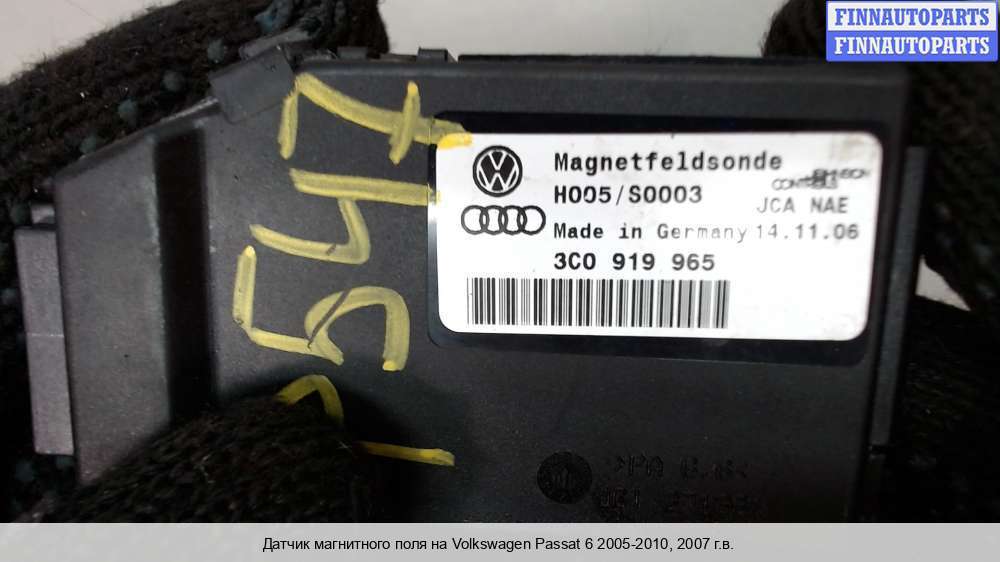 FINNAUTOPARTS
FINNAUTOPARTS
Magnetfeldsonde
H005/S0003
CONTROLS
JCA NAE
Made in Germany 14.11.06
3C0 919 965
Датчик магнитного поля на Volkswagen Passat 6 2005-2010, 2007 г.в.